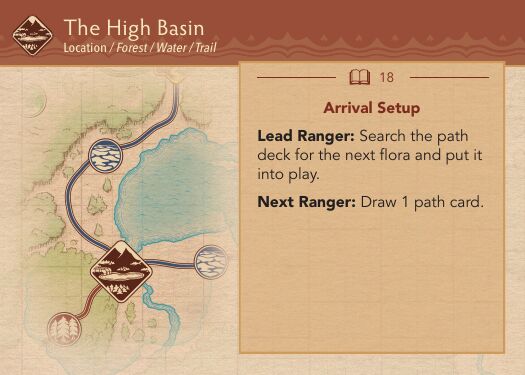 The High Basin
Location / Forest / Water / Trail
18
Arrival Setup
Lead Ranger: Search the path
deck for the next flora and put it
into play.
Next Ranger: Draw 1 path card.